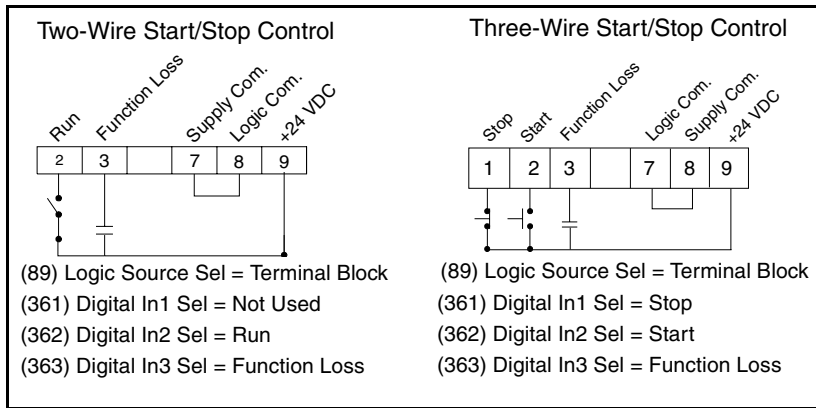 Two-Wire Start/Stop Control
Run
Function Loss
Supply Com.
Logic Com.
+24 VDC
2 3 7 8 9
(89) Logic Source Sel = Terminal Block
(361) Digital In1 Sel = Not Used
(362) Digital In2 Sel = Run
(363) Digital In3 Sel = Function Loss
Three-Wire Start/Stop Control
Stop
Start
Function Loss
Logic Com.
Supply Com.
+24 VDC
1 2 3 7 8 9
(89) Logic Source Sel = Terminal Block
(361) Digital In1 Sel = Stop
(362) Digital In2 Sel = Start
(363) Digital In3 Sel = Function Loss